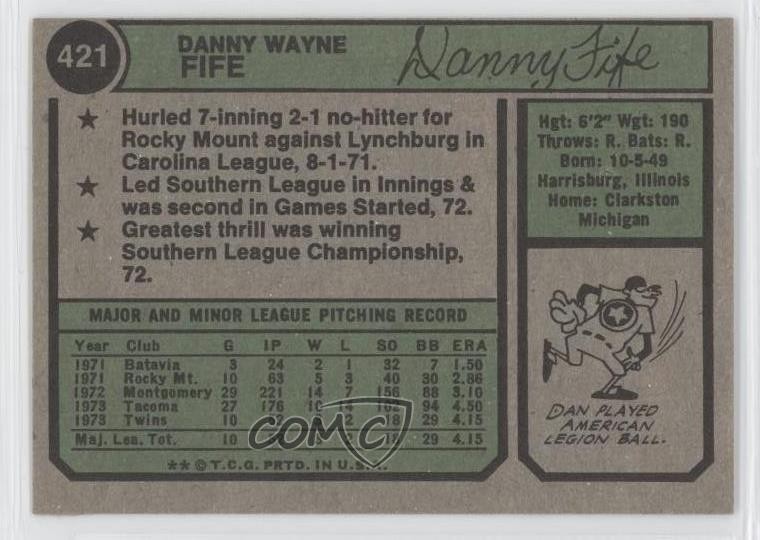 421
DANNY WAYNE
FIFE
Danny Fife
★ Hurled 7-inning 2-1 no-hitter for
Rocky Mount against Lynchburg in
Carolina League, 8-1-71.
★ Led Southern League in Innings &
was second in Games Started, 72.
★ Greatest thrill was winning
Southern League Championship,
72.
Hgt: 6'2" Wgt: 190
Throws: R. Bats: R.
Born: 10-5-49
Harrisburg, Illinois
Home: Clarkston
Michigan
MAJOR AND MINOR LEAGUE PITCHING RECORD
Year Club G IP W L SO BB ERA
1971 Batavia 3 24 2 1 32 7 1.50
1971 Rocky Mt. 10 63 5 3 40 30 2.86
1972 Montgomery 29 221 14 7 156 88 3.10
1973 Tacoma 27 176 14 94 4.50
1973 Twins 10 18 29 4.15
Maj. Lea. Tot. 10 18 29 4.15
** © T.C.G. PRTD. IN U.S.A.
DAN PLAYED
AMERICAN
LEGION BALL.
COMC